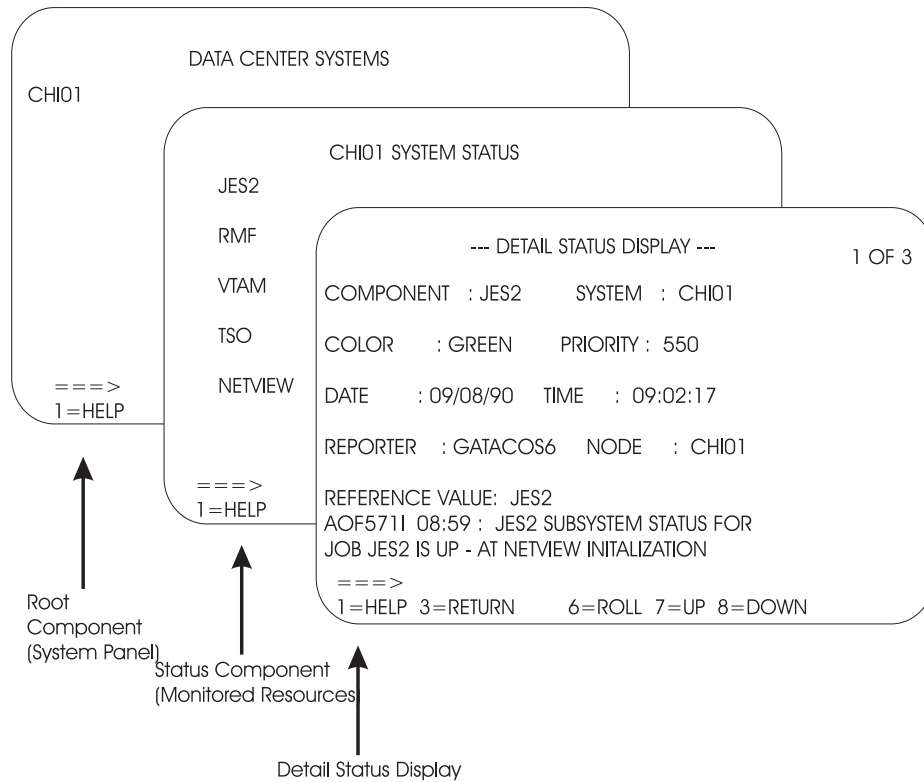 DATA CENTER SYSTEMS
CHI01
===>
1=HELP
CHI01 SYSTEM STATUS
JES2
RMF
VTAM
TSO
NETVIEW
===>
1=HELP
--- DETAIL STATUS DISPLAY ---
1 OF 3
COMPONENT : JES2 SYSTEM : CHI01
COLOR : GREEN PRIORITY : 550
DATE : 09/08/90 TIME : 09:02:17
REPORTER : GATACOS6 NODE : CHI01
REFERENCE VALUE: JES2
AOF571I 08:59 : JES2 SUBSYSTEM STATUS FOR
JOB JES2 IS UP - AT NETVIEW INITALIZATION
===>
1=HELP 3=RETURN 6=ROLL 7=UP 8=DOWN
Root
Component
(System Panel)
Status Component
(Monitored Resources)
Detail Status Display